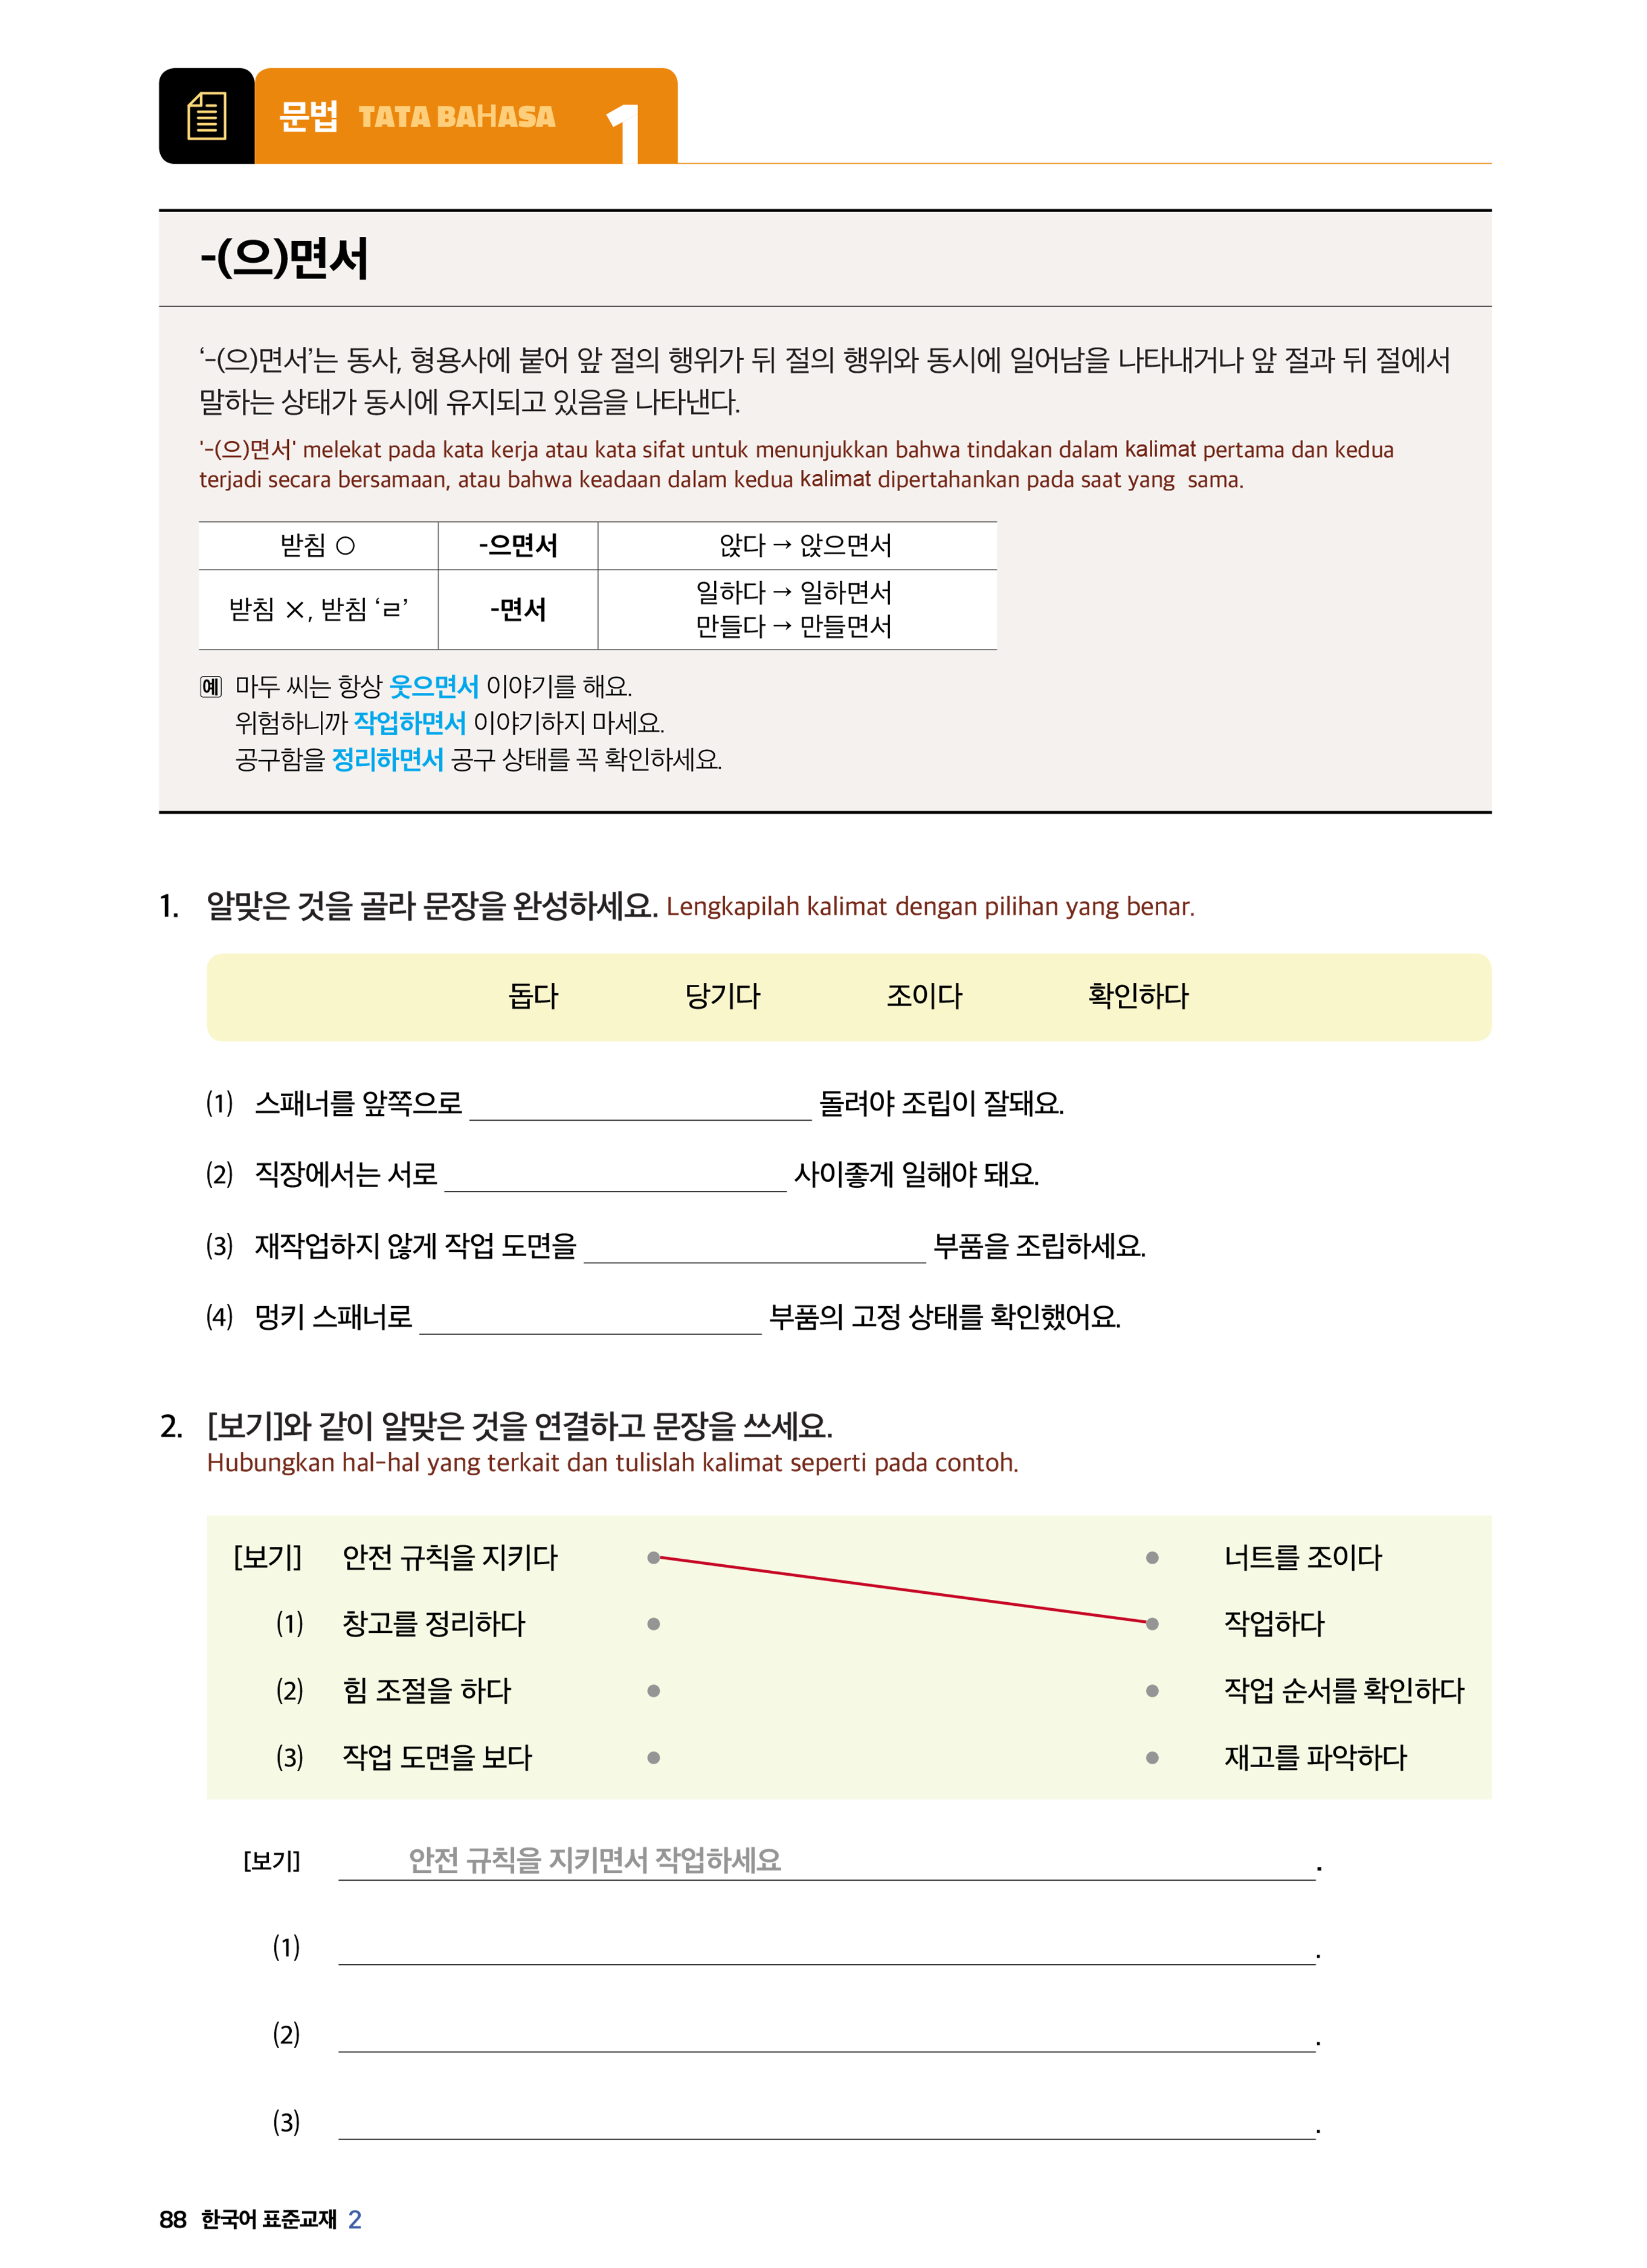 문법 TATA BAHASA 1
-(으)면서
‘-(으)면서’는 동사, 형용사에 붙어 앞 절의 행위가 뒤 절의 행위와 동시에 일어남을 나타내거나 앞 절과 뒤 절에서
말하는 상태가 동시에 유지되고 있음을 나타낸다.
'-(으)면서' melekat pada kata kerja atau kata sifat untuk menunjukkan bahwa tindakan dalam kalimat pertama dan kedua
terjadi secara bersamaan, atau bahwa keadaan dalam kedua kalimat dipertahankan pada saat yang sama.
받침 ○ -으면서 앉다 → 앉으면서
받침 ×, 받침 ‘ㄹ’ -면서 일하다 → 일하면서
만들다 → 만들면서
예 마두 씨는 항상 웃으면서 이야기를 해요.
위험하니까 작업하면서 이야기하지 마세요.
공구함을 정리하면서 공구 상태를 꼭 확인하세요.
1. 알맞은 것을 골라 문장을 완성하세요. Lengkapilah kalimat dengan pilihan yang benar.
돕다 당기다 조이다 확인하다
(1) 스패너를 앞쪽으로 ____ 돌려야 조립이 잘돼요.
(2) 직장에서는 서로 ____ 사이좋게 일해야 돼요.
(3) 재작업하지 않게 작업 도면을 ____ 부품을 조립하세요.
(4) 멍키 스패너로 ____ 부품의 고정 상태를 확인했어요.
2. [보기]와 같이 알맞은 것을 연결하고 문장을 쓰세요.
Hubungkan hal-hal yang terkait dan tulislah kalimat seperti pada contoh.
[보기] 안전 규칙을 지키다 너트를 조이다
(1) 창고를 정리하다 작업하다
(2) 힘 조절을 하다 작업 순서를 확인하다
(3) 작업 도면을 보다 재고를 파악하다
[보기] 안전 규칙을 지키면서 작업하세요.
(1) .
(2) .
(3) .
88 한국어 표준교재 2